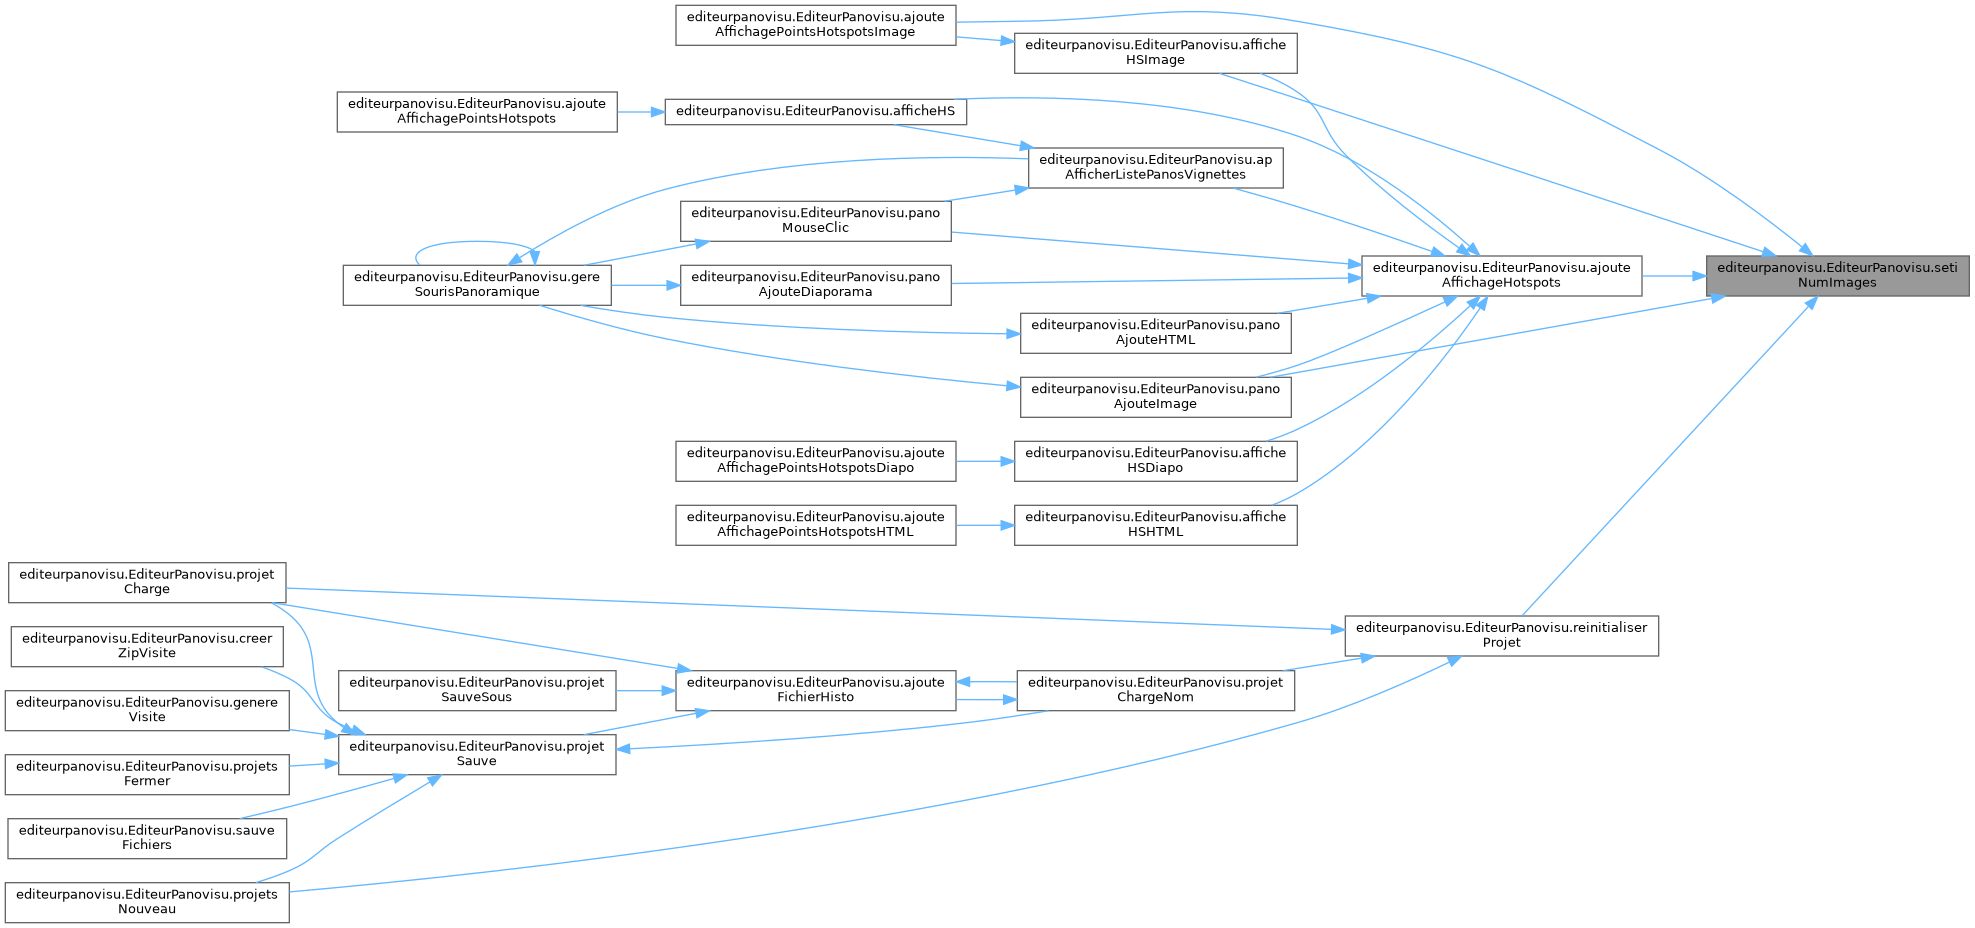 editeurpanovisu.EditeurPanovisu.ajoute
AffichagePointsHotspotsImage
editeurpanovisu.EditeurPanovisu.affiche
HSImage
editeurpanovisu.EditeurPanovisu.ajoute
AffichagePointsHotspots
editeurpanovisu.EditeurPanovisu.afficheHS
editeurpanovisu.EditeurPanovisu.ap
AfficherListePanosVignettes
editeurpanovisu.EditeurPanovisu.pano
MouseClic
editeurpanovisu.EditeurPanovisu.gere
SourisPanoramique
editeurpanovisu.EditeurPanovisu.pano
AjouteDiaporama
editeurpanovisu.EditeurPanovisu.ajoute
AffichageHotspots
editeurpanovisu.EditeurPanovisu.seti
NumImages
editeurpanovisu.EditeurPanovisu.pano
AjouteHTML
editeurpanovisu.EditeurPanovisu.pano
AjouteImage
editeurpanovisu.EditeurPanovisu.ajoute
AffichagePointsHotspotsDiapo
editeurpanovisu.EditeurPanovisu.affiche
HSDiapo
editeurpanovisu.EditeurPanovisu.ajoute
AffichagePointsHotspotsHTML
editeurpanovisu.EditeurPanovisu.affiche
HSHTML
editeurpanovisu.EditeurPanovisu.projet
Charge
editeurpanovisu.EditeurPanovisu.creer
ZipVisite
editeurpanovisu.EditeurPanovisu.reinitialiser
Projet
editeurpanovisu.EditeurPanovisu.projet
SauveSous
editeurpanovisu.EditeurPanovisu.ajoute
FichierHisto
editeurpanovisu.EditeurPanovisu.projet
ChargeNom
editeurpanovisu.EditeurPanovisu.genere
Visite
editeurpanovisu.EditeurPanovisu.projet
Sauve
editeurpanovisu.EditeurPanovisu.projets
Fermer
editeurpanovisu.EditeurPanovisu.sauve
Fichiers
editeurpanovisu.EditeurPanovisu.projets
Nouveau